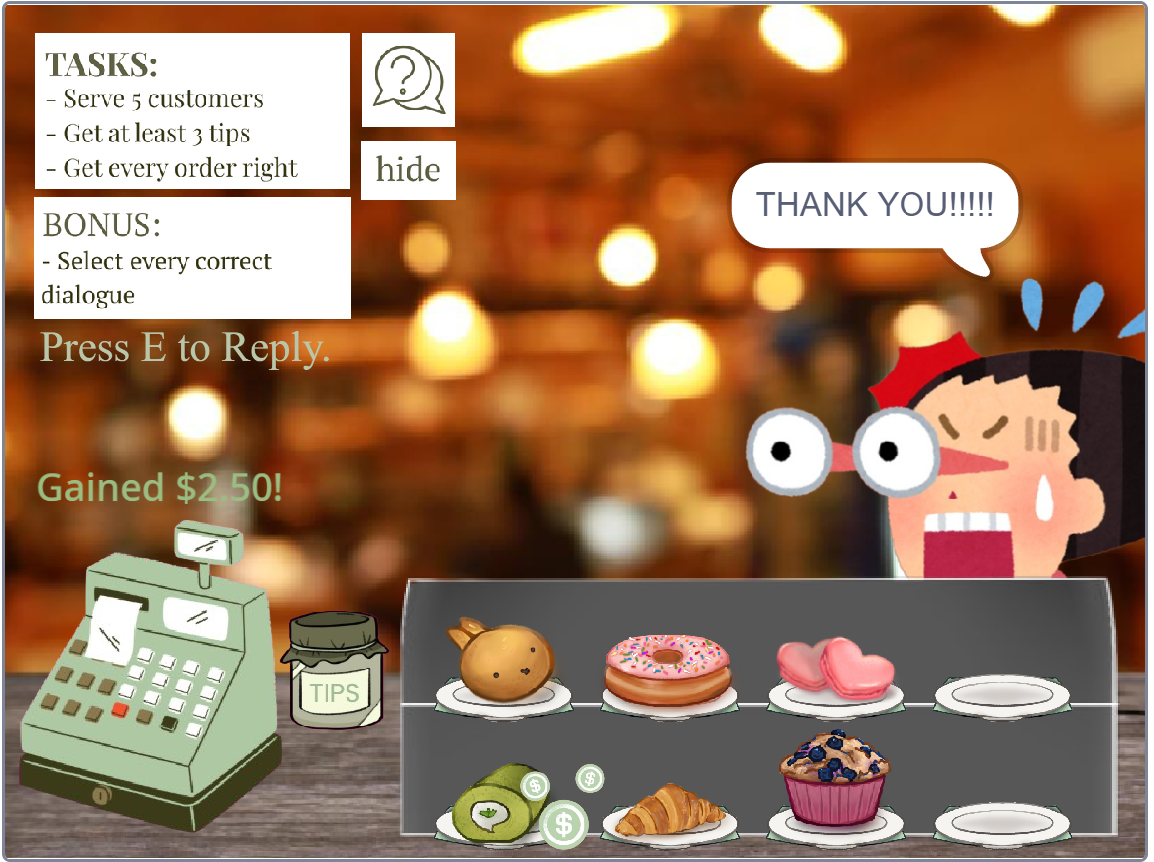 TASKS:
- Serve 5 customers
- Get at least 3 tips
- Get every order right
?
hide
BONUS:
- Select every correct
dialogue
Press E to Reply.
THANK YOU!!!!!
Gained $2.50!
TIPS
$
$
$